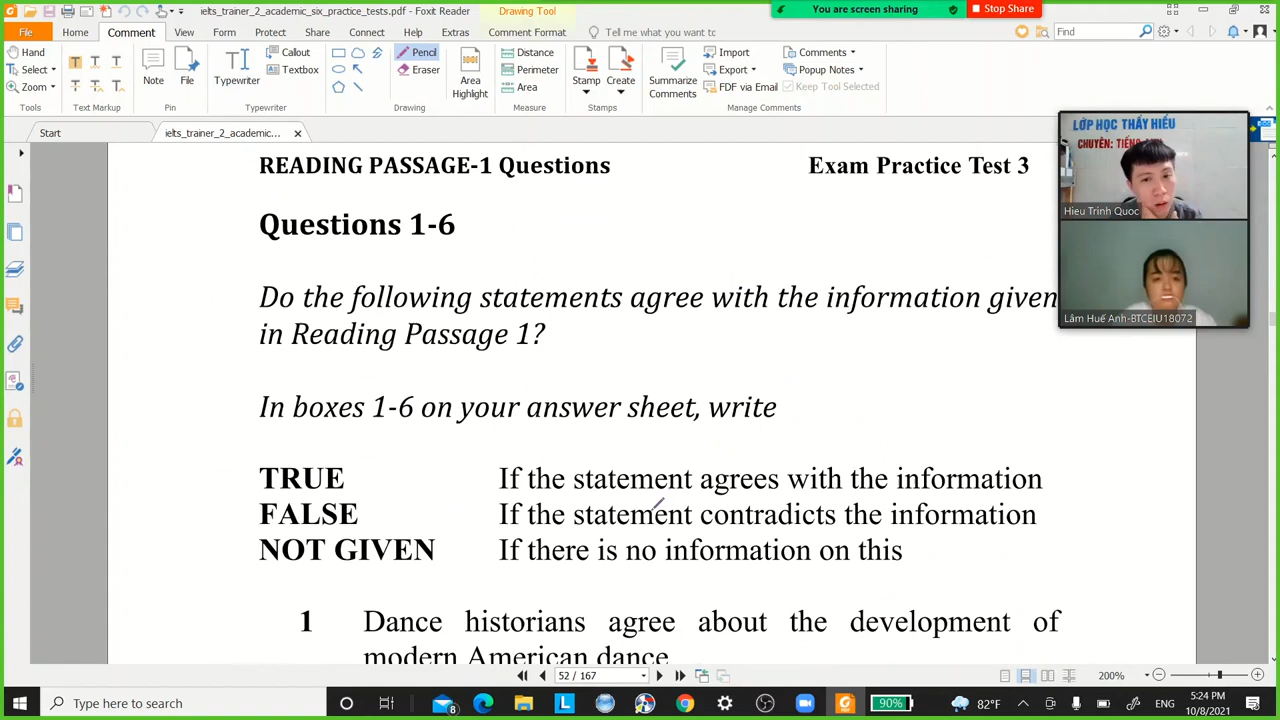 ielts_trainer_2_academic_six_practice_tests.pdf - Foxit Reader
Drawing Tool
You are screen sharing
Stop Share
File
Home
Comment
View
Form
Protect
Share
Connect
Help
Extras
Comment Format
Tell me what you want tc
Find
Hand
Select
Zoom
Tools
Text Markup
Note
File
Pin
Typewriter
Callout
Textbox
Typewriter
Pencil
Eraser
Drawing
Area
Highlight
Distance
Perimeter
Area
Measure
Stamp
Create
Stamps
Summarize
Comments
Import
Export
FDF via Email
Comments
Popup Notes
Keep Tool Selected
Manage Comments
Start
ielts_trainer_2_academic...
READING PASSAGE-1 Questions
Exam Practice Test 3
Questions 1-6
Do the following statements agree with the information given
in Reading Passage 1?
In boxes 1-6 on your answer sheet, write
TRUE If the statement agrees with the information
FALSE If the statement contradicts the information
NOT GIVEN If there is no information on this
1 Dance historians agree about the development of
modern American dance
LỚP HỌC THẦY HIẾU
CHUYÊN: TIẾNG
Hieu Trinh Quoc
Lâm Huế Anh-BTCEIU18072
52 / 167
200%
Type here to search
8
90%
82°F
ENG
5:24 PM
10/8/2021